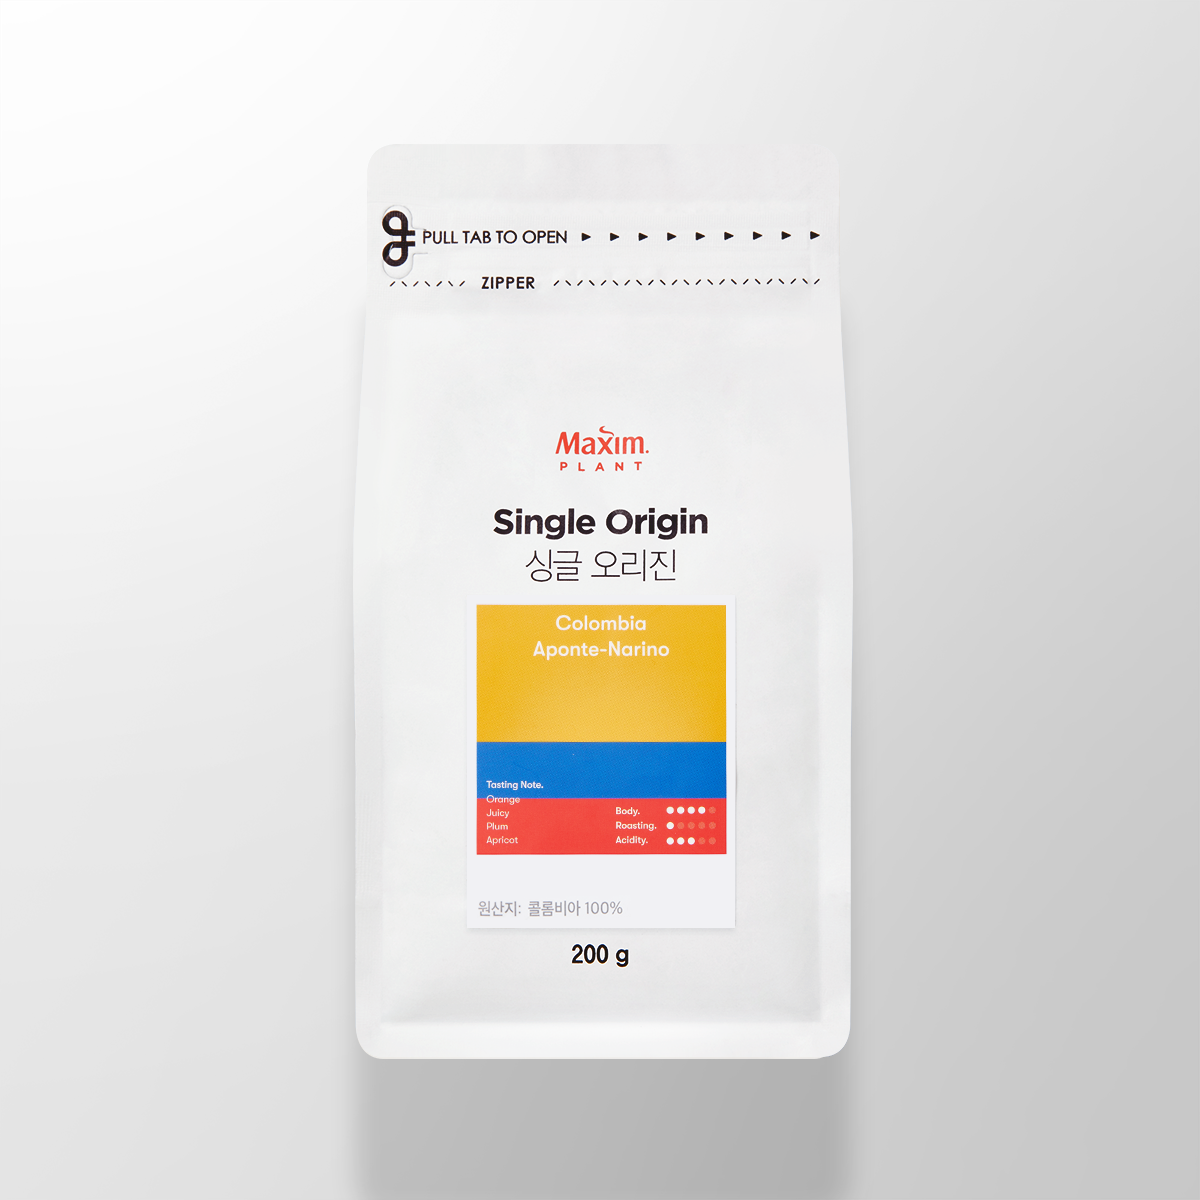 PULL TAB TO OPEN
ZIPPER
Maxim.
PLANT
Single Origin
싱글 오리진
Colombia
Aponte-Narino
Tasting Note.
Orange
Juicy
Plum
Apricot
Body.
Roasting.
Acidity.
원산지: 콜롬비아 100%
200 g